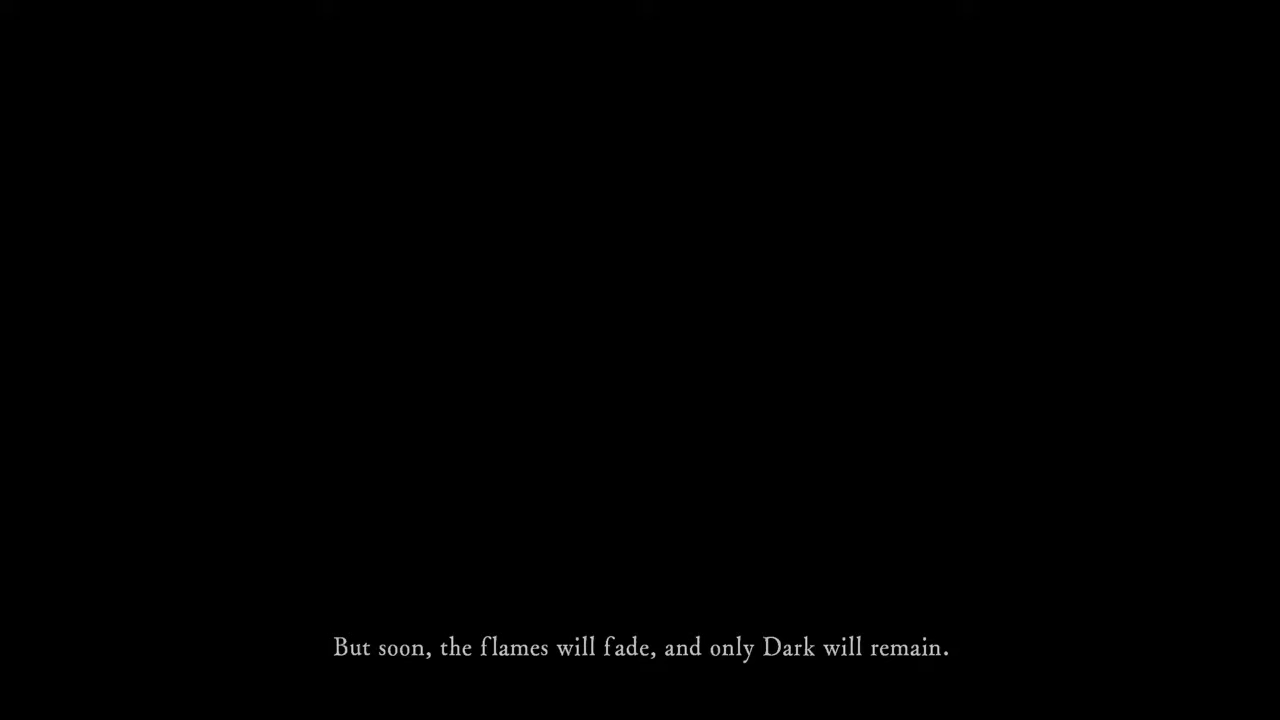 But soon, the flames will fade, and only Dark will remain.